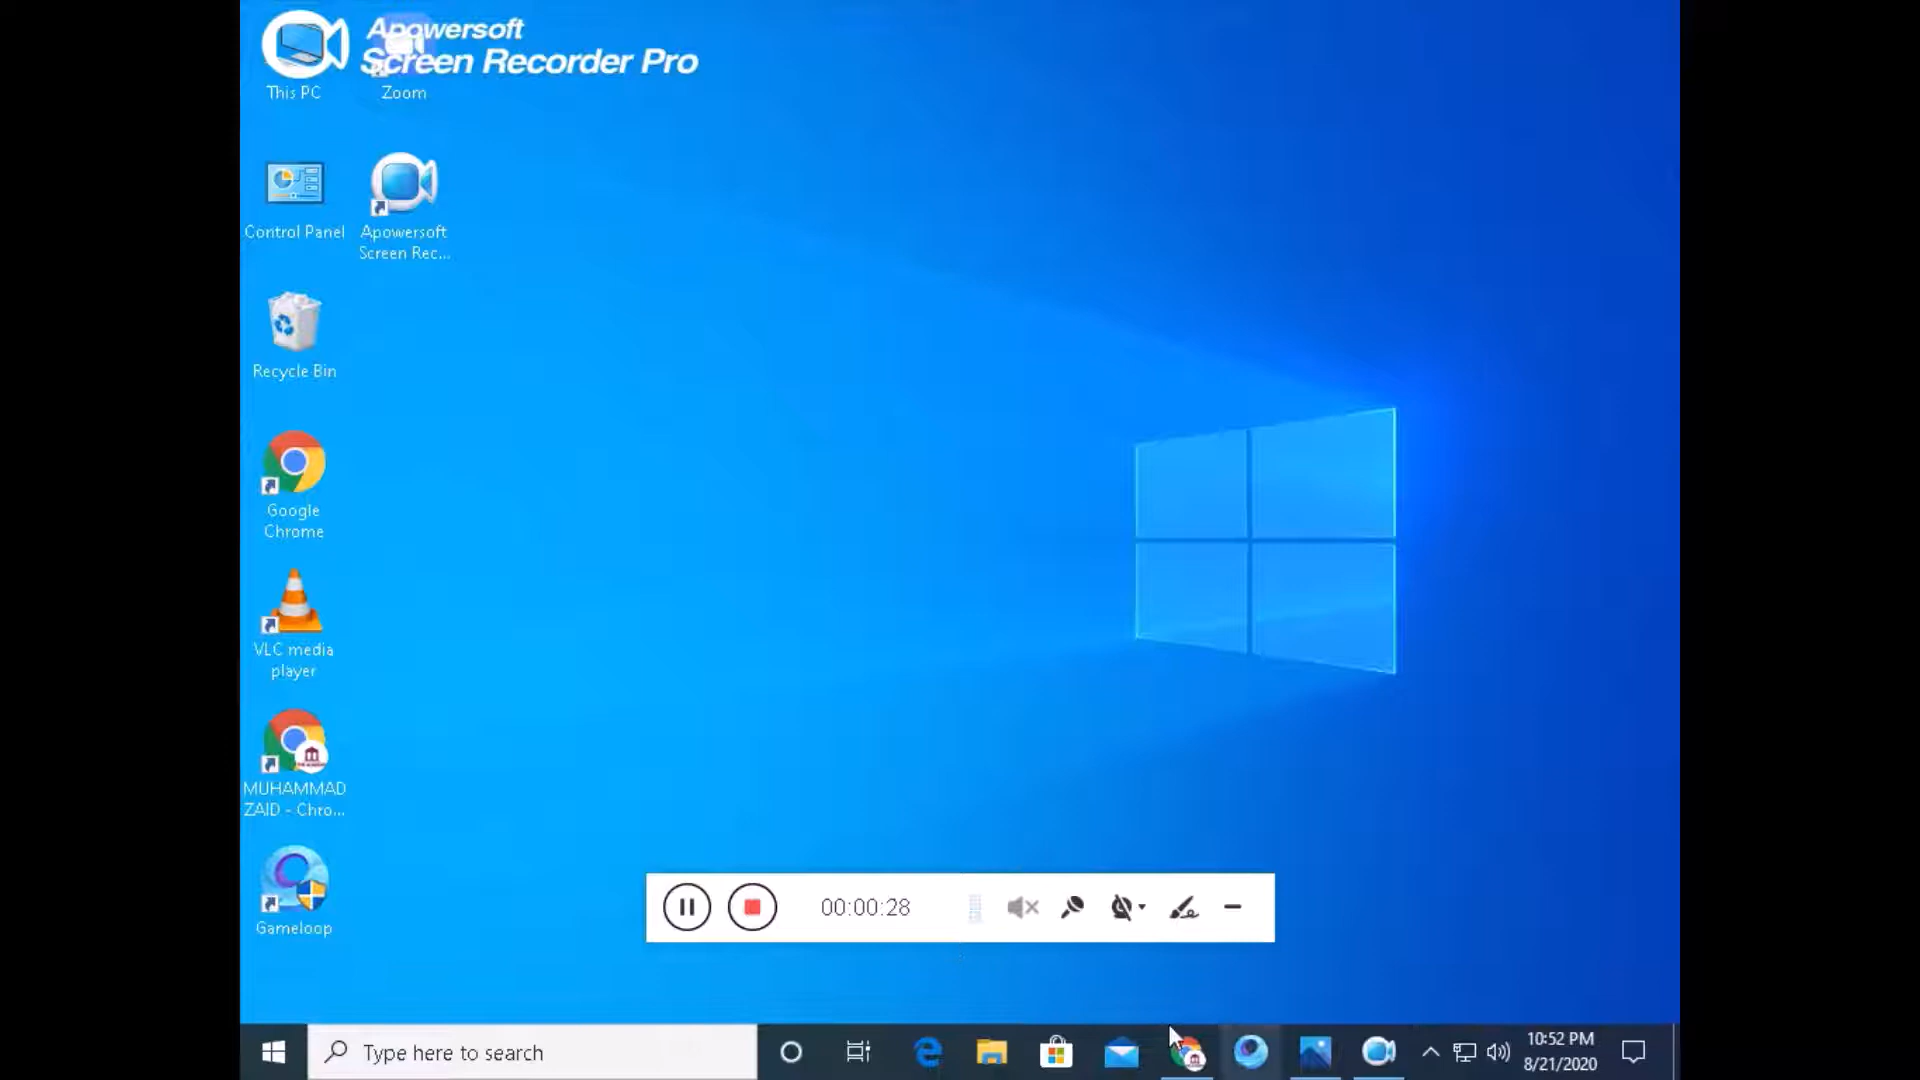 Apowersoft
Screen Recorder Pro
This PC
Zoom
Control Panel
Apowersoft
Screen Rec...
Recycle Bin
Google
Chrome
VLC media
player
MUHAMMAD
ZAID - Chro...
Gameloop
00:00:28
Type here to search
10:52 PM
8/21/2020